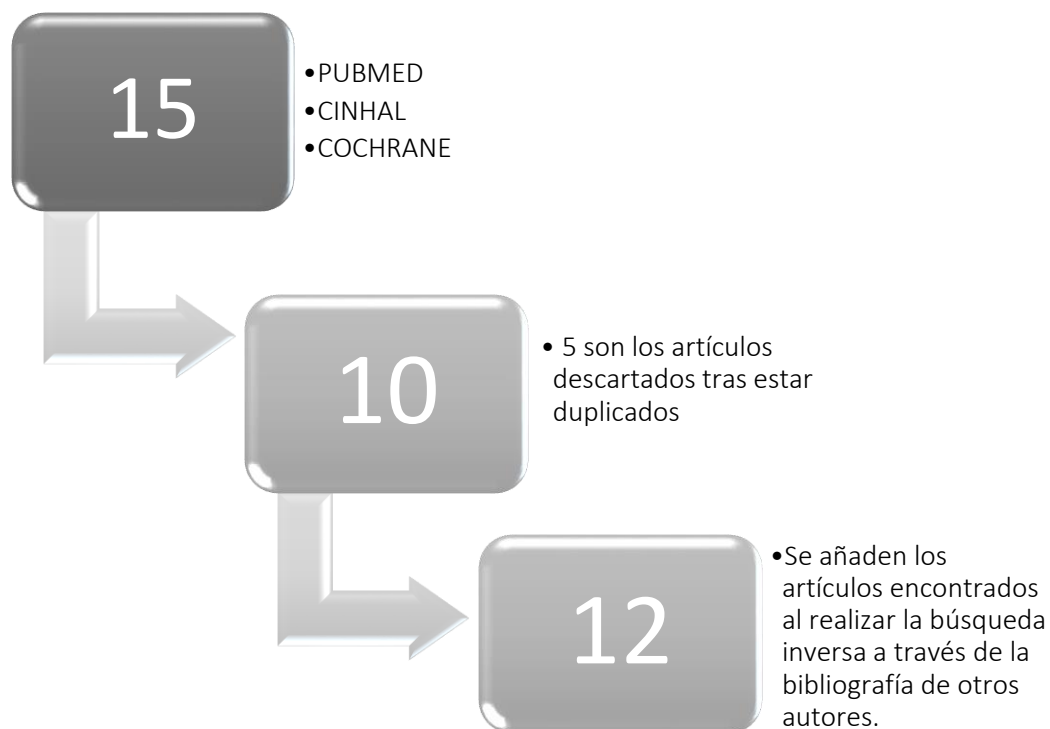 15
•PUBMED
•CINHAL
•COCHRANE
10
• 5 son los artículos
descartados tras estar
duplicados
12
•Se añaden los
artículos encontrados
al realizar la búsqueda
inversa a través de la
bibliografía de otros
autores.